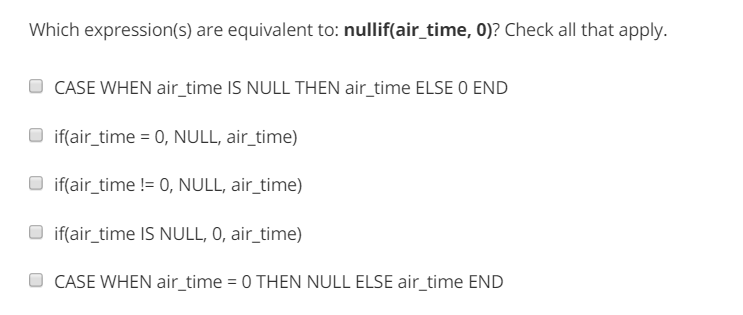 Which expression(s) are equivalent to: nullif(air_time, 0)? Check all that apply.
CASE WHEN air_time IS NULL THEN air_time ELSE 0 END
if(air_time = 0, NULL, air_time)
if(air_time != 0, NULL, air_time)
if(air_time IS NULL, 0, air_time)
CASE WHEN air_time = 0 THEN NULL ELSE air_time END